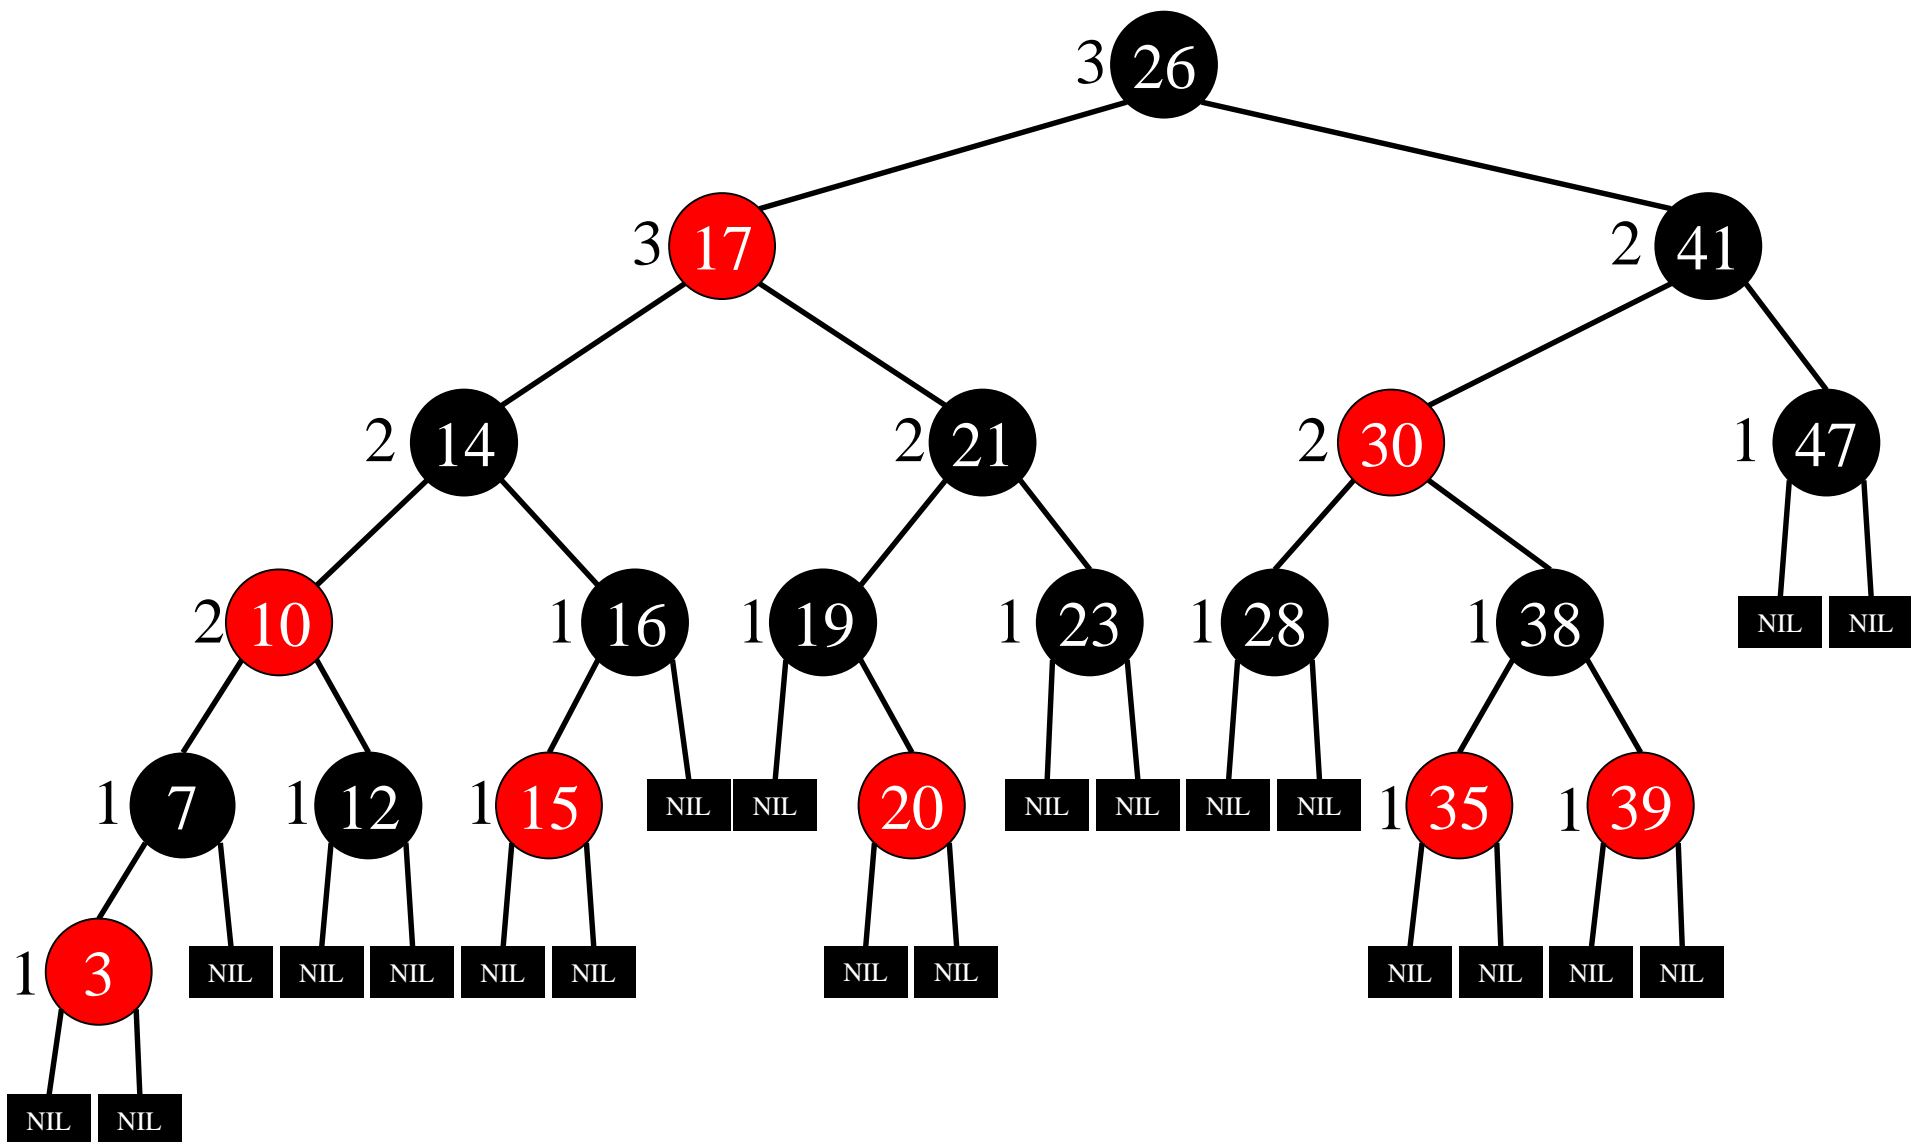 3 26
3 17 2 41
2 14 2 21 2 30 1 47
2 10 1 16 1 19 1 23 1 28 1 38 NIL NIL
1 7 1 12 1 15 NIL NIL 20 NIL NIL NIL NIL 1 35 1 39
1 3 NIL NIL NIL NIL NIL NIL NIL NIL NIL NIL NIL
NIL NIL